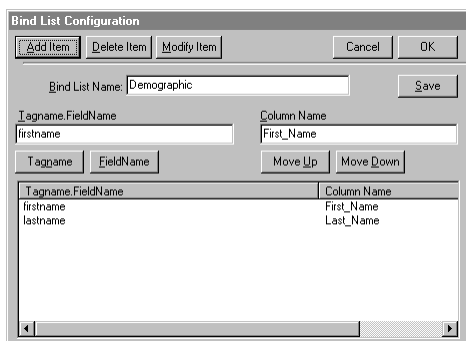 Bind List Configuration
Add Item Delete Item Modify Item Cancel OK
Bind List Name: Demographic Save
Tagname.FieldName Column Name
firstname First_Name
Tagname FieldName Move Up Move Down
Tagname.FieldName Column Name
firstname First_Name
lastname Last_Name